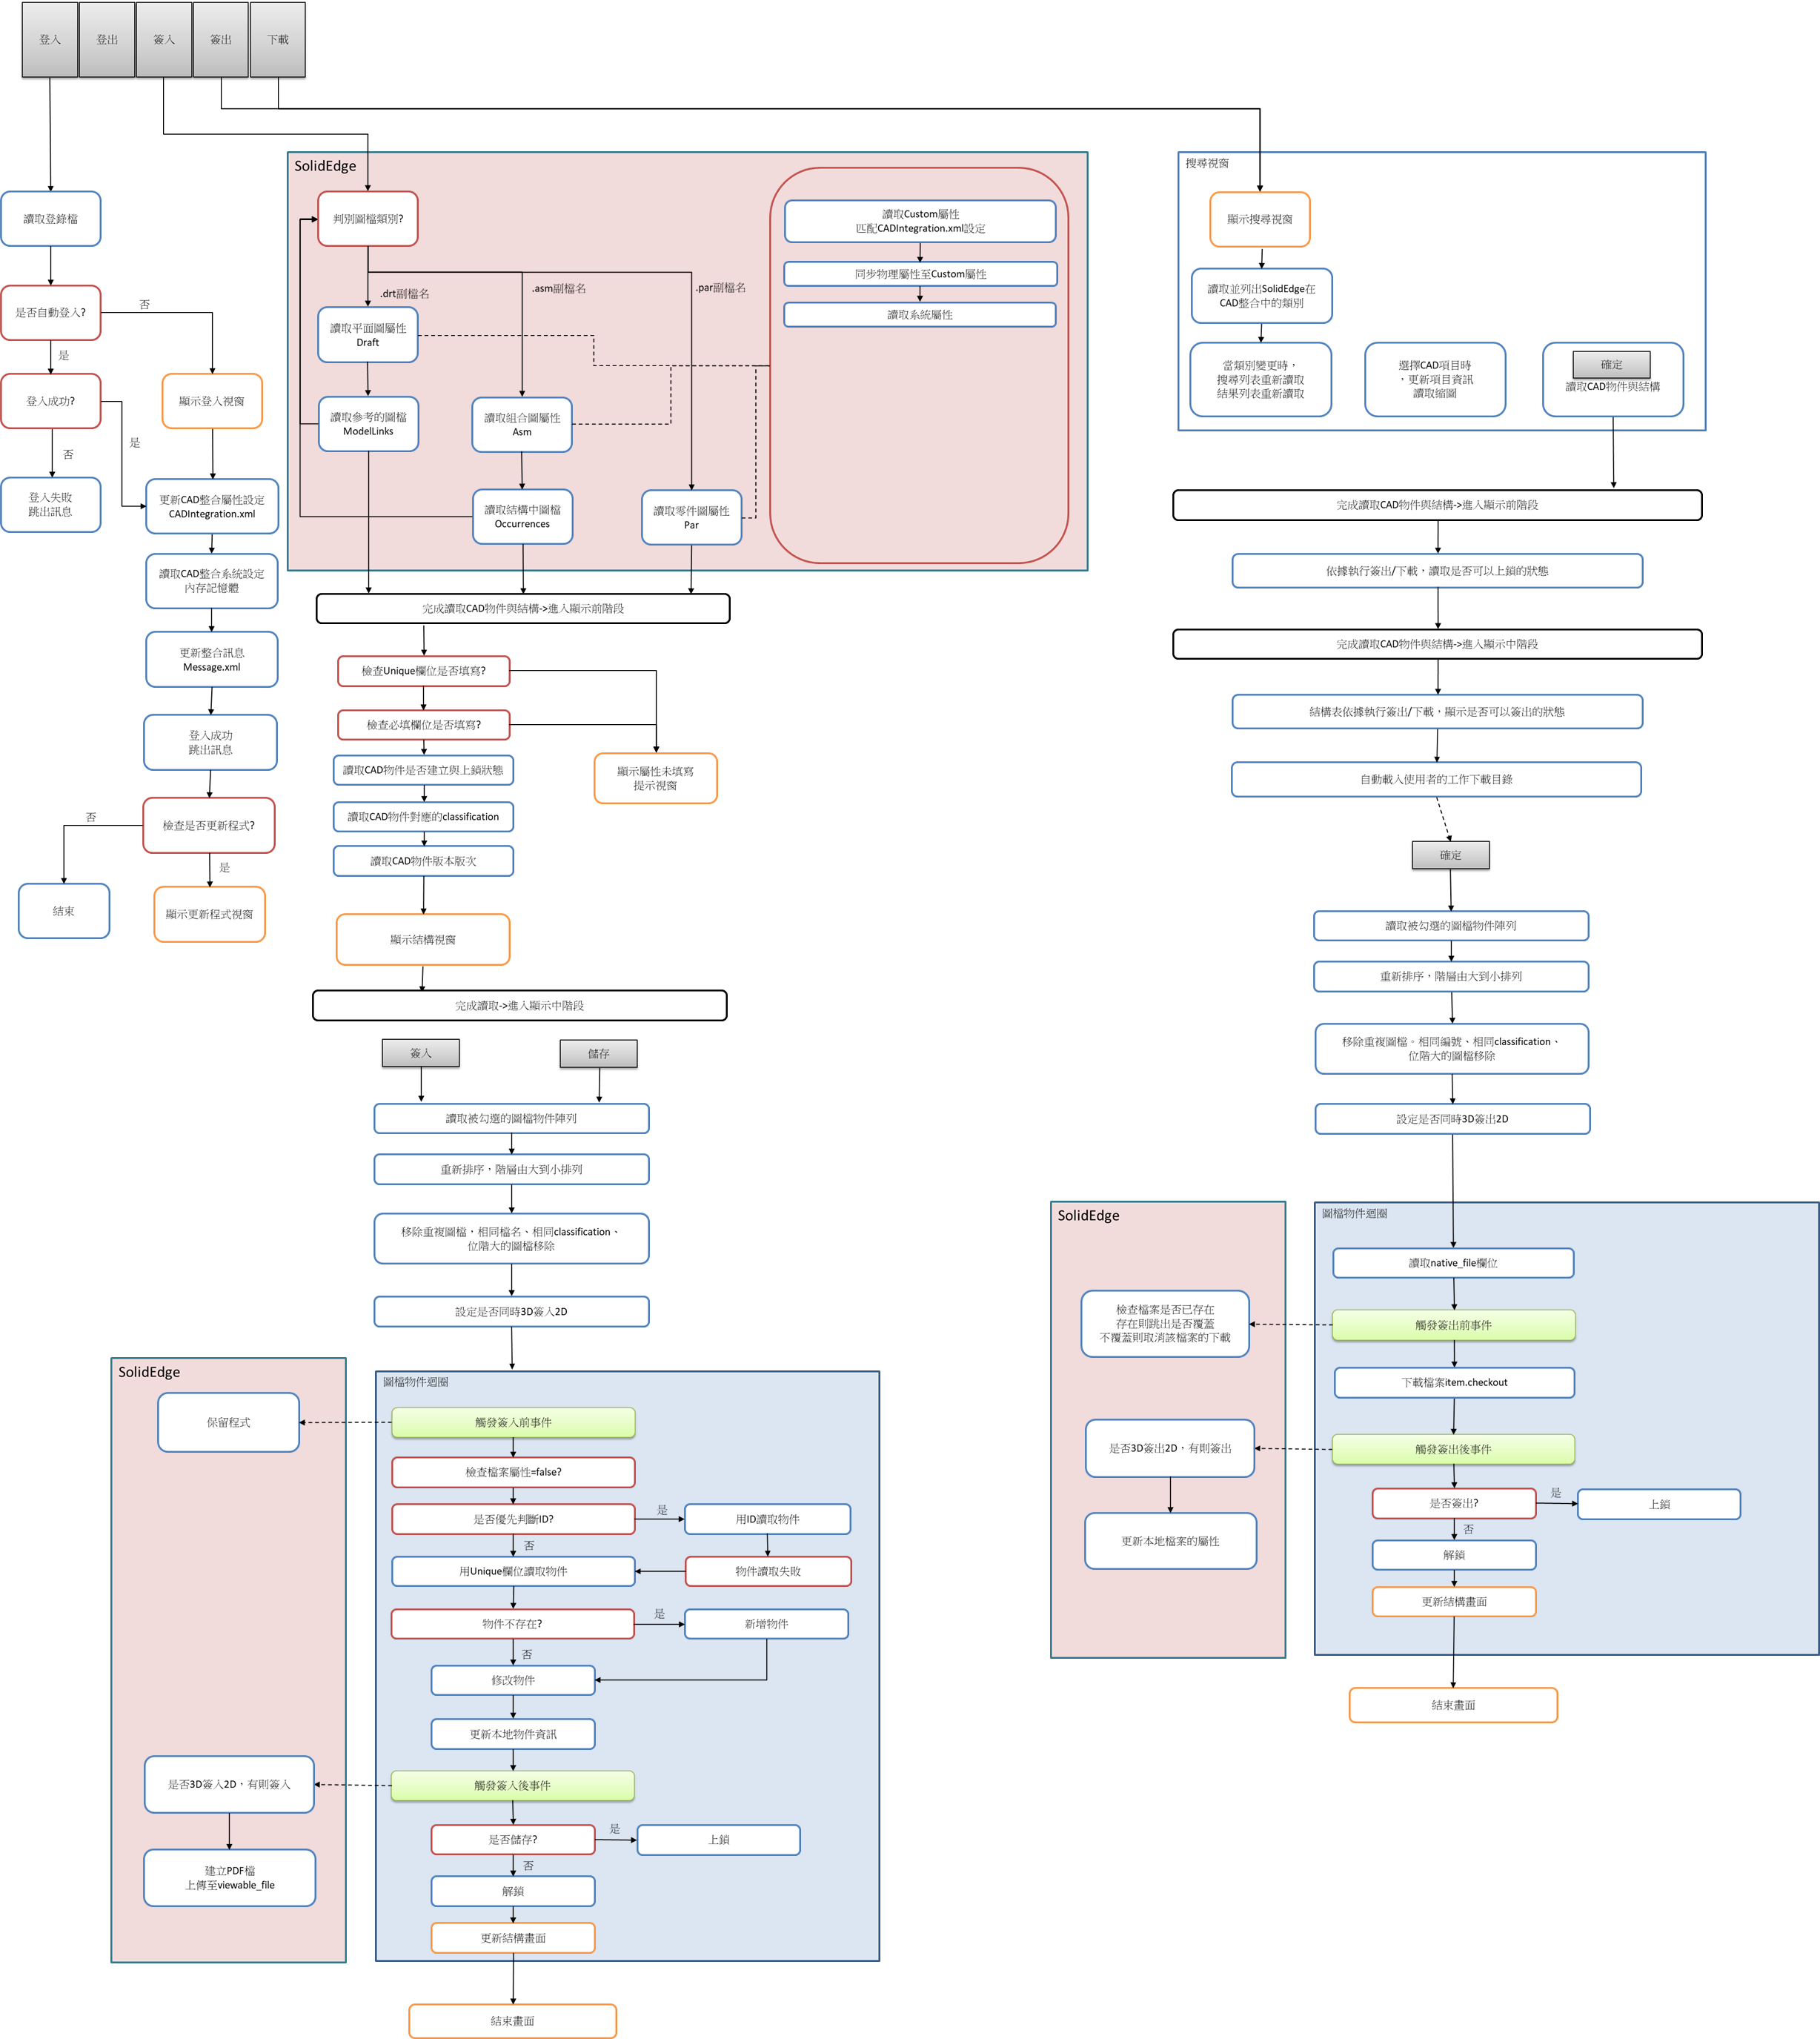 登入
登出
簽入
簽出
下載
讀取登錄檔
是否自動登入?
否
是
登入成功?
顯示登入視窗
是
否
登入失敗
跳出訊息
更新CAD整合屬性設定
CADIntegration.xml
讀取CAD整合系統設定
內存記憶體
更新整合訊息
Message.xml
登入成功
跳出訊息
檢查是否更新程式?
否
是
結束
顯示更新程式視窗
SolidEdge
判別圖檔類別?
.drt副檔名
.asm副檔名
.par副檔名
讀取平面圖屬性
Draft
讀取參考的圖檔
ModelLinks
讀取組合圖屬性
Asm
讀取結構中圖檔
Occurrences
讀取零件圖屬性
Par
讀取Custom屬性
匹配CADIntegration.xml設定
同步物理屬性至Custom屬性
讀取系統屬性
完成讀取CAD物件與結構->進入顯示前階段
檢查Unique欄位是否填寫?
檢查必填欄位是否填寫?
讀取CAD物件是否建立與上鎖狀態
顯示屬性未填寫
提示視窗
讀取CAD物件對應的classification
讀取CAD物件版本版次
顯示結構視窗
完成讀取->進入顯示中階段
簽入
儲存
讀取被勾選的圖檔物件陣列
重新排序，階層由大到小排列
移除重複圖檔，相同檔名、相同classification、
位階大的圖檔移除
設定是否同時3D簽入2D
SolidEdge
保留程式
是否3D簽入2D，有則簽入
建立PDF檔
上傳至viewable_file
圖檔物件迴圈
觸發簽入前事件
檢查檔案屬性=false?
是否優先判斷ID?
是
用ID讀取物件
否
用Unique欄位讀取物件
物件讀取失敗
物件不存在?
是
新增物件
否
修改物件
更新本地物件資訊
觸發簽入後事件
是否儲存?
是
上鎖
否
解鎖
更新結構畫面
結束畫面
搜尋視窗
顯示搜尋視窗
讀取並列出SolidEdge在
CAD整合中的類別
當類別變更時，
搜尋列表重新讀取
結果列表重新讀取
選擇CAD項目時
，更新項目資訊
讀取縮圖
確定
讀取CAD物件與結構
完成讀取CAD物件與結構->進入顯示前階段
依據執行簽出/下載，讀取是否可以上鎖的狀態
完成讀取CAD物件與結構->進入顯示中階段
結構表依據執行簽出/下載，顯示是否可以簽出的狀態
自動載入使用者的工作下載目錄
確定
讀取被勾選的圖檔物件陣列
重新排序，階層由大到小排列
移除重複圖檔。相同編號、相同classification、
位階大的圖檔移除
設定是否同時3D簽出2D
SolidEdge
檢查檔案是否已存在
存在則跳出是否覆蓋
不覆蓋則取消該檔案的下載
是否3D簽出2D，有則簽出
更新本地檔案的屬性
圖檔物件迴圈
讀取native_file欄位
觸發簽出前事件
下載檔案item.checkout
觸發簽出後事件
是否簽出?
是
上鎖
否
解鎖
更新結構畫面
結束畫面